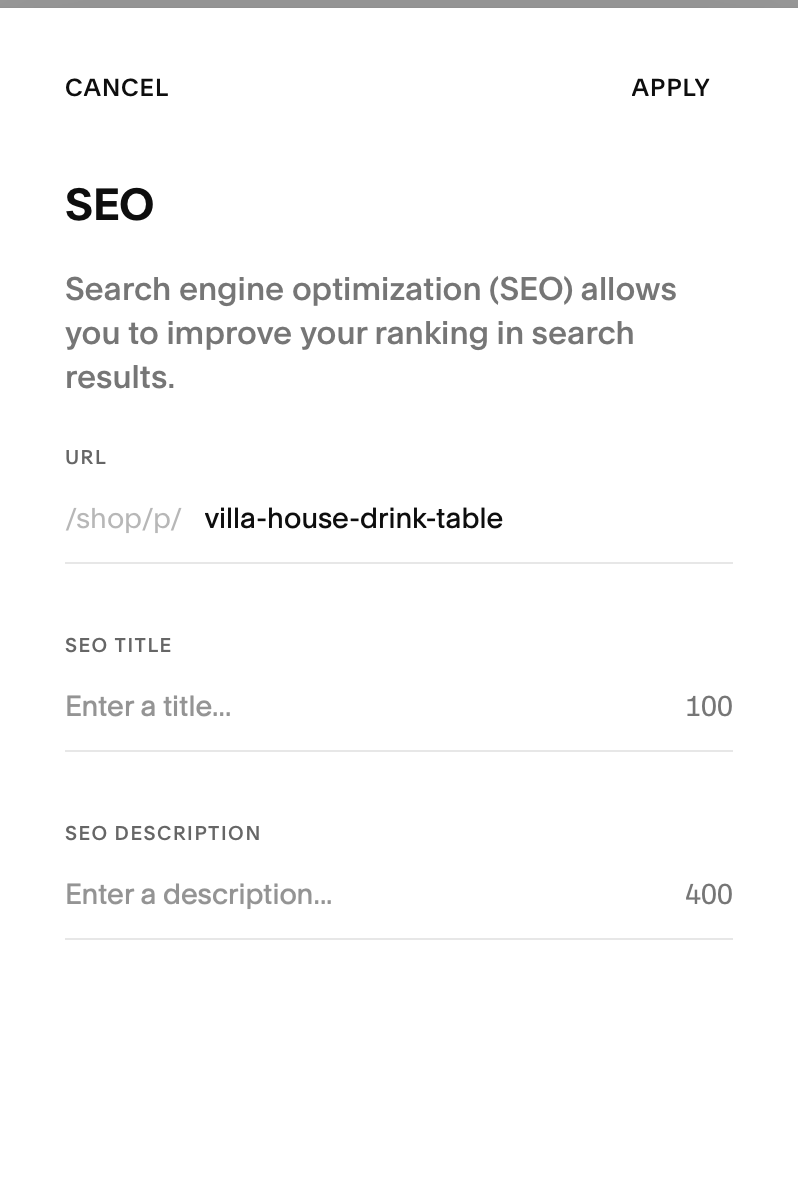 CANCEL APPLY
SEO
Search engine optimization (SEO) allows
you to improve your ranking in search
results.
URL
/shop/p/ villa-house-drink-table
SEO TITLE
Enter a title... 100
SEO DESCRIPTION
Enter a description... 400